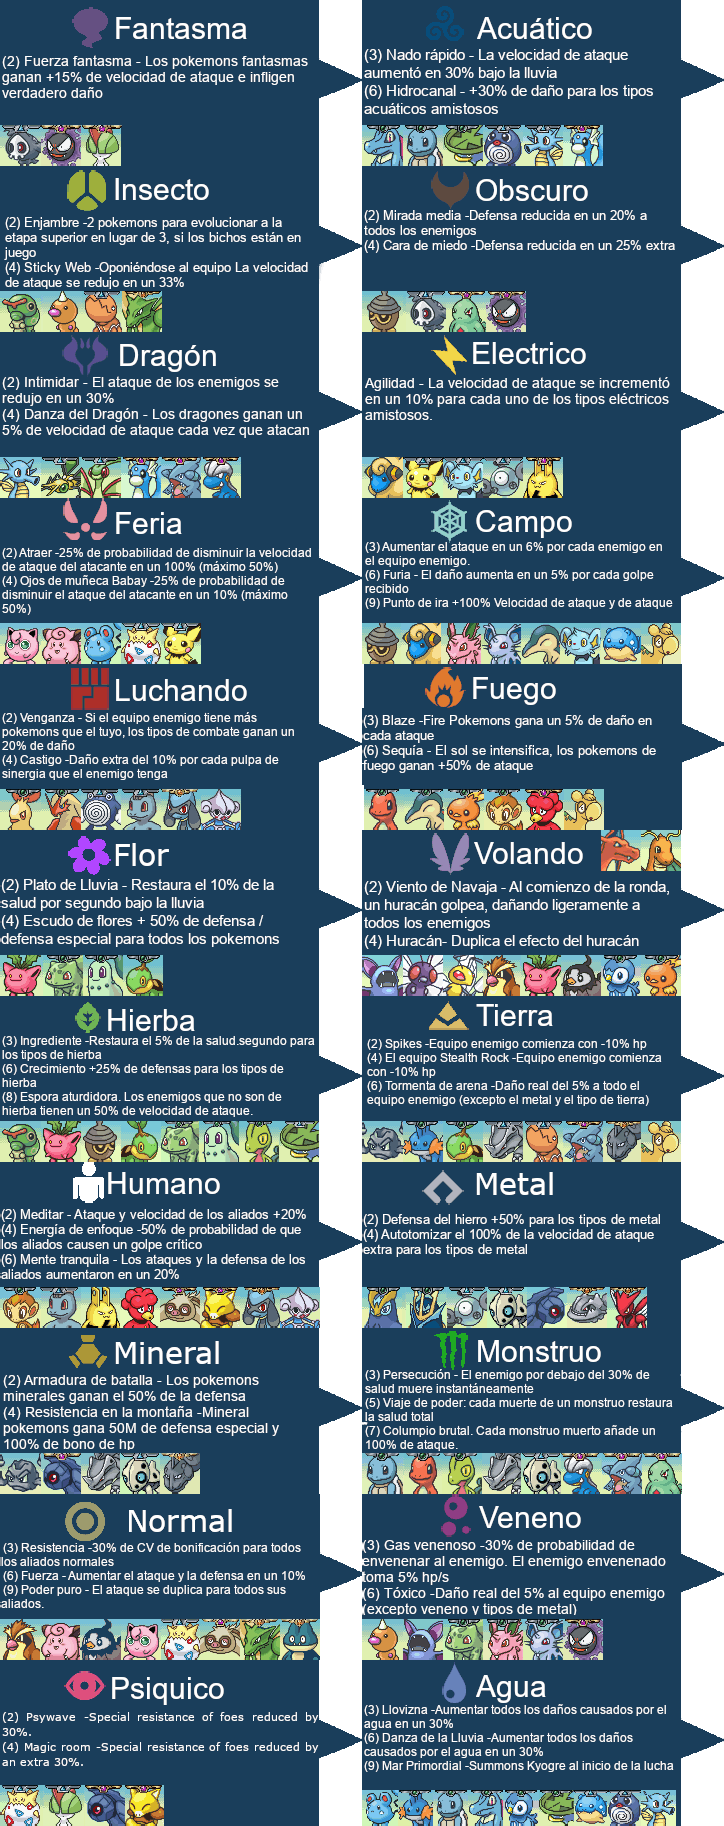 Fantasma
(2) Fuerza fantasma - Los pokemons fantasmas
ganan +15% de velocidad de ataque e infligen
verdadero daño
Acuático
(3) Nado rápido - La velocidad de ataque
aumentó en 30% bajo la lluvia
(6) Hidrocanal - +30% de daño para los tipos
acuáticos amistosos
Insecto
(2) Enjambre -2 pokemons para evolucionar a la
etapa superior en lugar de 3, si los bichos están en
juego
(4) Sticky Web -Oponiéndose al equipo La velocidad
de ataque se redujo en un 33%
Obscuro
(2) Mirada media -Defensa reducida en un 20% a
todos los enemigos
(4) Cara de miedo -Defensa reducida en un 25% extra
Dragón
(2) Intimidar - El ataque de los enemigos se
redujo en un 30%
(4) Danza del Dragón - Los dragones ganan un
5% de velocidad de ataque cada vez que atacan
Electrico
Agilidad - La velocidad de ataque se incrementó
en un 10% para cada uno de los tipos eléctricos
amistosos.
Feria
(2) Atraer -25% de probabilidad de disminuir la velocidad
de ataque del atacante en un 100% (máximo 50%)
(4) Ojos de muñeca Babay -25% de probabilidad de
disminuir el ataque del atacante en un 10% (máximo
50%)
Campo
(3) Aumentar el ataque en un 6% por cada enemigo en
el equipo enemigo.
(6) Furia - El daño aumenta en un 5% por cada golpe
recibido
(9) Punto de ira +100% Velocidad de ataque y de ataque
Luchando
(2) Venganza - Si el equipo enemigo tiene más
pokemons que el tuyo, los tipos de combate ganan un
20% de daño
(4) Castigo -Daño extra del 10% por cada pulpa de
sinergia que el enemigo tenga
Fuego
(3) Blaze -Fire Pokemons gana un 5% de daño en
cada ataque
(6) Sequía - El sol se intensifica, los pokemons de
fuego ganan +50% de ataque
Flor
(2) Plato de Lluvia - Restaura el 10% de la
salud por segundo bajo la lluvia
(4) Escudo de flores + 50% de defensa /
defensa especial para todos los pokemons
Volando
(2) Viento de Navaja - Al comienzo de la ronda,
un huracán golpea, dañando ligeramente a
todos los enemigos
(4) Huracán- Duplica el efecto del huracán
Hierba
(3) Ingrediente -Restaura el 5% de la salud.segundo para
los tipos de hierba
(6) Crecimiento +25% de defensas para los tipos de
hierba
(8) Espora aturdidora. Los enemigos que no son de
hierba tienen un 50% de velocidad de ataque.
Tierra
(2) Spikes -Equipo enemigo comienza con -10% hp
(4) El equipo Stealth Rock -Equipo enemigo comienza
con -10% hp
(6) Tormenta de arena -Daño real del 5% a todo el
equipo enemigo (excepto el metal y el tipo de tierra)
Humano
(2) Meditar - Ataque y velocidad de los aliados +20%
(4) Energía de enfoque -50% de probabilidad de que
los aliados causen un golpe crítico
(6) Mente tranquila - Los ataques y la defensa de los
aliados aumentaron en un 20%
Metal
(2) Defensa del hierro +50% para los tipos de metal
(4) Autotomizar el 100% de la velocidad de ataque
extra para los tipos de metal
Mineral
(2) Armadura de batalla - Los pokemons
minerales ganan el 50% de la defensa
(4) Resistencia en la montaña -Mineral
pokemons gana 50M de defensa especial y
100% de bono de hp
Monstruo
(3) Persecución - El enemigo por debajo del 30% de
salud muere instantáneamente
(5) Viaje de poder: cada muerte de un monstruo restaura
la salud total
(7) Columpio brutal. Cada monstruo muerto añade un
100% de ataque.
Normal
(3) Resistencia -30% de CV de bonificación para todos
los aliados normales
(6) Fuerza - Aumentar el ataque y la defensa en un 10%
(9) Poder puro - El ataque se duplica para todos sus
aliados.
Veneno
(3) Gas venenoso -30% de probabilidad de
envenenar al enemigo. El enemigo envenenado
toma 5% hp/s
(6) Tóxico -Daño real del 5% al equipo enemigo
(excepto veneno y tipos de metal)
Psiquico
(2) Psywave -Special resistance of foes reduced by
30%.
(4) Magic room -Special resistance of foes reduced by
an extra 30%.
Agua
(3) Llovizna -Aumentar todos los daños causados por el
agua en un 30%
(6) Danza de la Lluvia -Aumentar todos los daños
causados por el agua en un 30%
(9) Mar Primordial -Summons Kyogre al inicio de la lucha